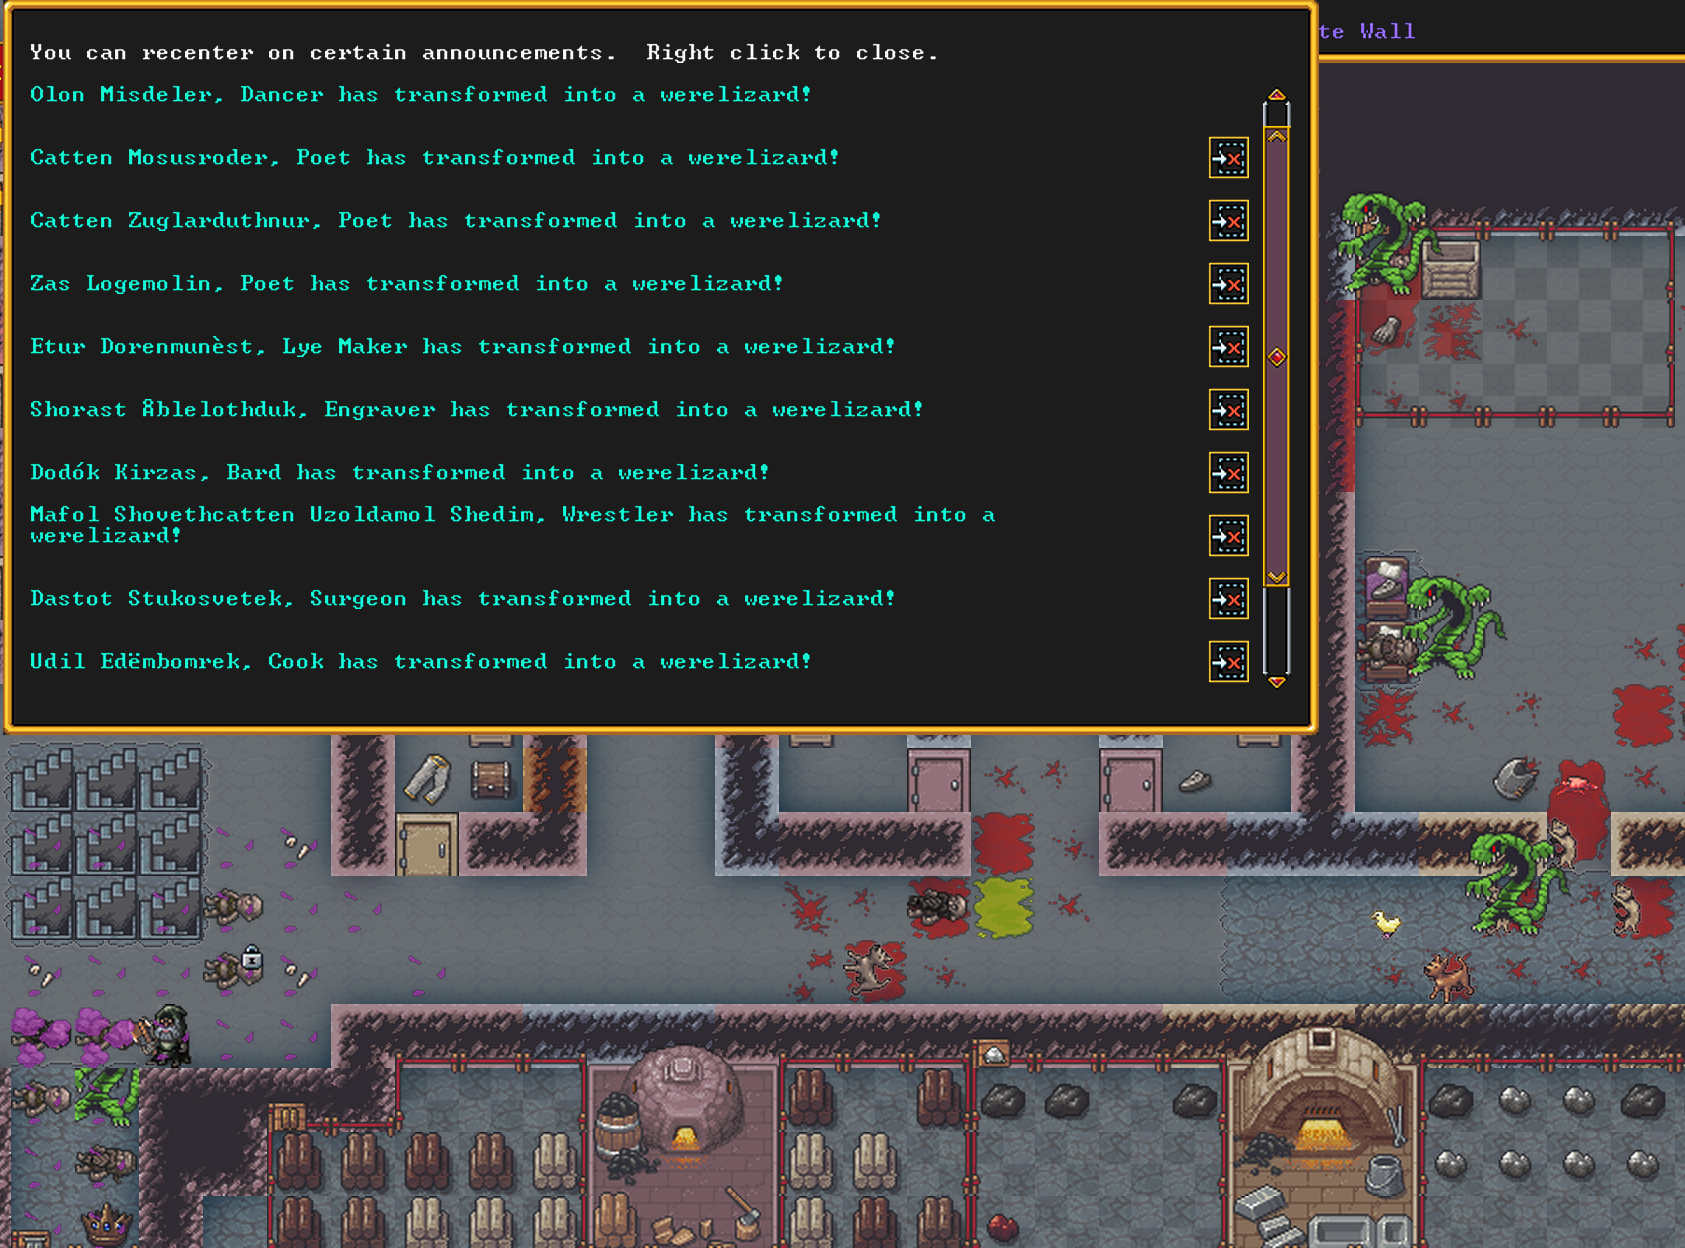 te Wall
You can recenter on certain announcements.  Right click to close.
Olon Misdeler, Dancer has transformed into a werelizard!
Catten Mosusroder, Poet has transformed into a werelizard!
Catten Zuglarduthnur, Poet has transformed into a werelizard!
Zas Logemolin, Poet has transformed into a werelizard!
Etur Dorenmunèst, Lye Maker has transformed into a werelizard!
Shorast Åblelothduk, Engraver has transformed into a werelizard!
Dodók Kirzas, Bard has transformed into a werelizard!
Mafol Shovethcatten Uzoldamol Shedim, Wrestler has transformed into a
werelizard!
Dastot Stukosvetek, Surgeon has transformed into a werelizard!
Udil Edëmbomrek, Cook has transformed into a werelizard!